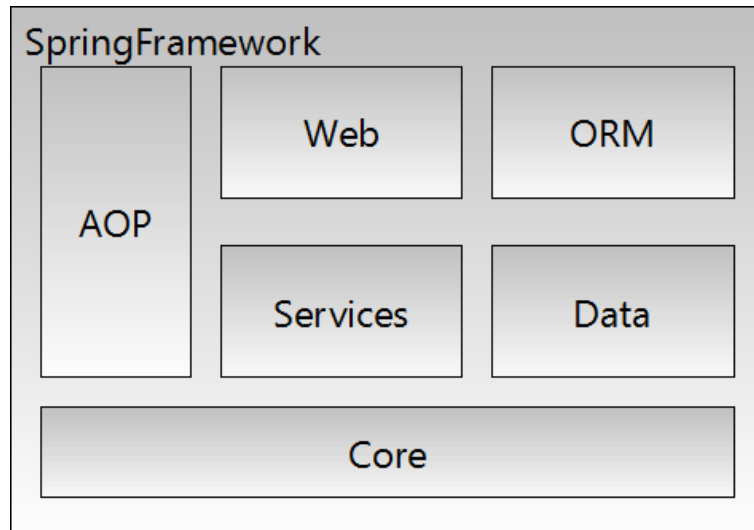 SpringFramework
Web
ORM
AOP
Services
Data
Core